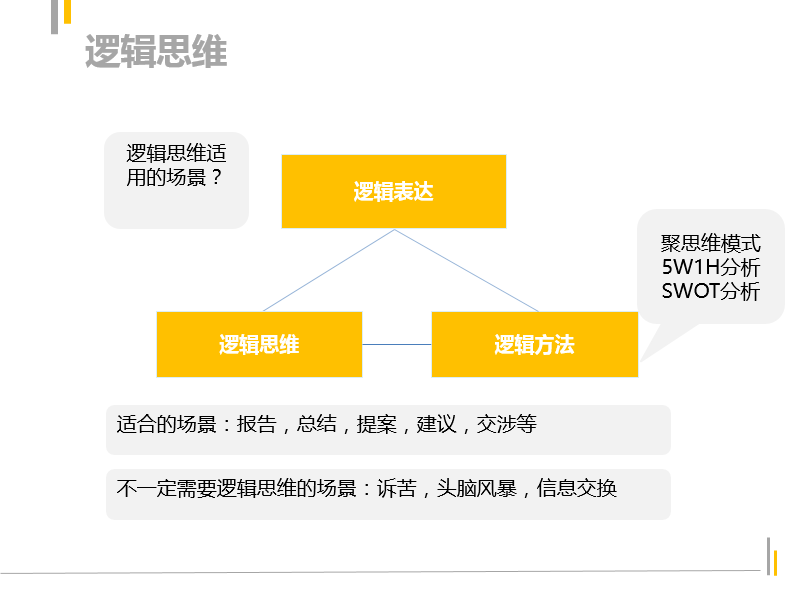 逻辑思维
逻辑思维适
用的场景？
逻辑表达
聚思维模式
5W1H分析
SWOT分析
逻辑思维
逻辑方法
适合的场景：报告，总结，提案，建议，交涉等
不一定需要逻辑思维的场景：诉苦，头脑风暴，信息交换